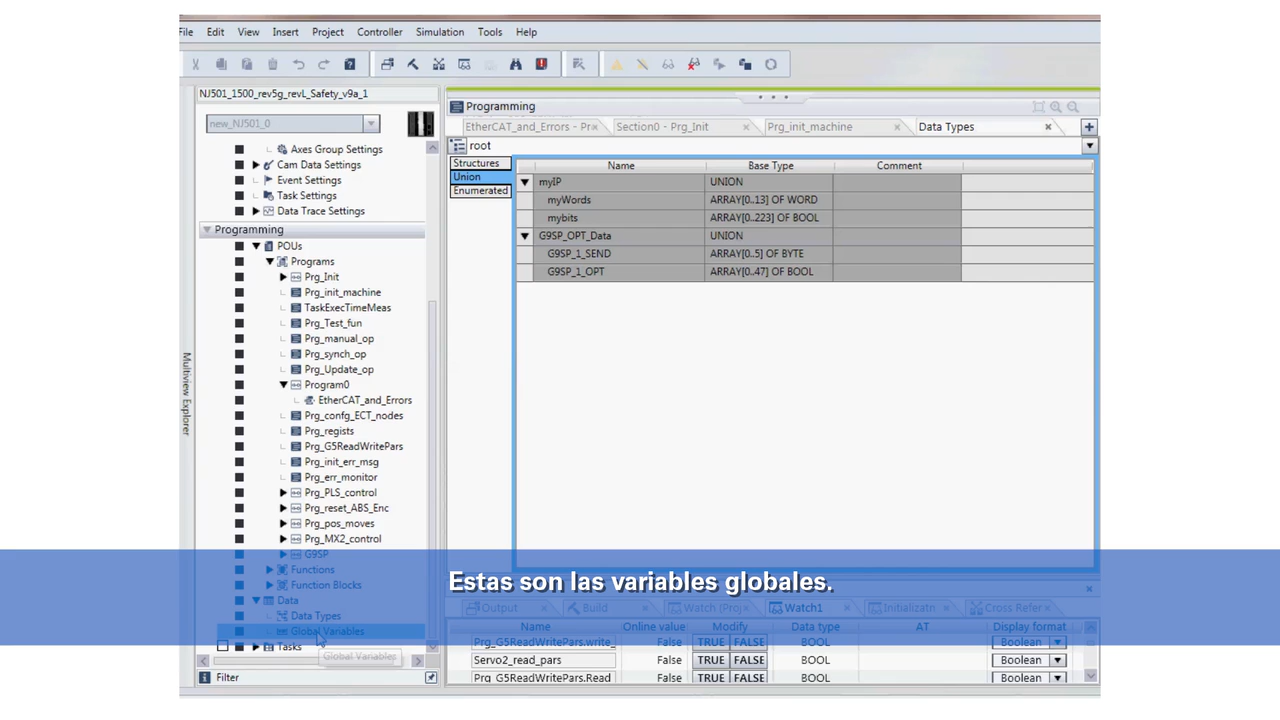 File Edit View Insert Project Controller Simulation Tools Help
NJ501_1500_rev5g_revL_Safety_v9a_1
new_NJ501_0
Axes Group Settings
Cam Data Settings
Event Settings
Task Settings
Data Trace Settings
Programming
POUs
Programs
Prg_Init
Prg_init_machine
TaskExecTimeMeas
Prg_Test_fun
Prg_manual_op
Prg_synch_op
Prg_Update_op
Program0
EtherCAT_and_Errors
Prg_confg_ECT_nodes
Prg_regists
Prg_G5ReadWritePars
Prg_init_err_msg
Prg_err_monitor
Prg_PLS_control
Prg_reset_ABS_Enc
Prg_pos_moves
Prg_MX2_control
G9SP
Functions
Function Blocks
Data
Data Types
Global Variables
Tasks
Global Variables
Filter
Multiview Explorer
Programming
EtherCAT_and_Errors - Pr Section0 - Prg_Init Prg_init_machine Data Types
root
Structures
Union
Enumerated
Name Base Type Comment
myIP UNION
myWords ARRAY[0..13] OF WORD
mybits ARRAY[0..223] OF BOOL
G9SP_OPT_Data UNION
G9SP_1_SEND ARRAY[0..5] OF BYTE
G9SP_1_OPT ARRAY[0..47] OF BOOL
Estas son las variables globales.
Output Build Watch (Proj Watch1 Initializatn Cross Refer
Name Online value Modify Data type AT Display format
Prg_G5ReadWritePars.write_ False TRUE FALSE BOOL Boolean
Servo2_read_pars False TRUE FALSE BOOL Boolean
Prg_G5ReadWritePars.Read False TRUE FALSE BOOL Boolean